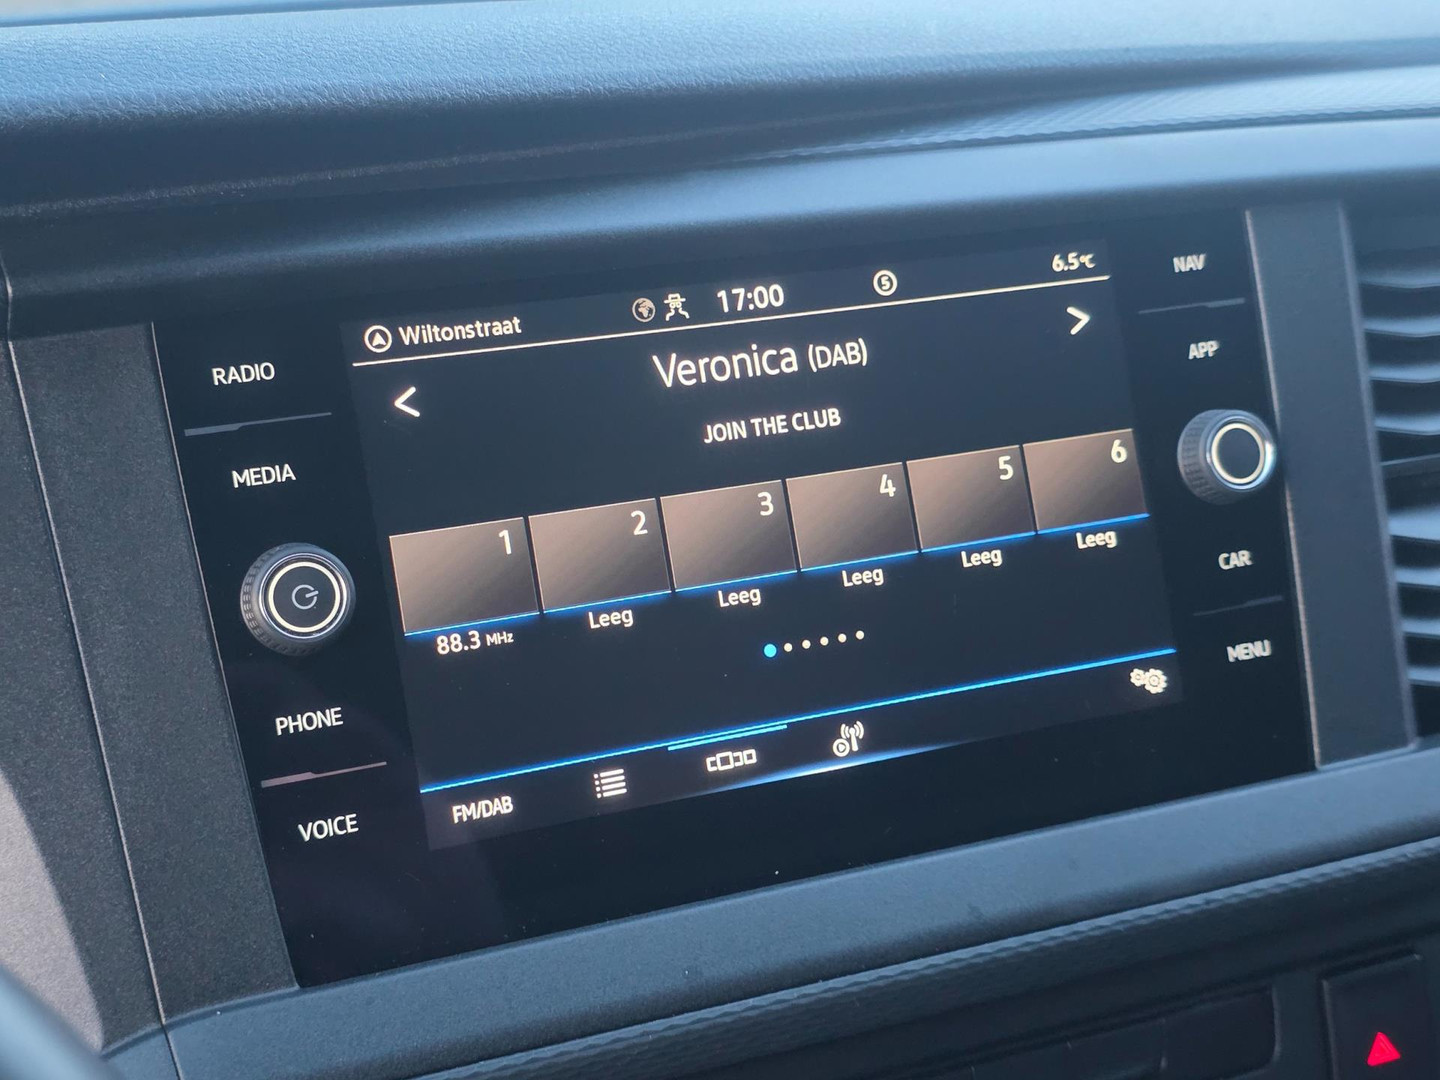 Wiltonstraat 17:00 5 6.5°C
Veronica (DAB)
JOIN THE CLUB
1 2 3 4 5 6
88.3 MHz Leeg Leeg Leeg Leeg Leeg
FM/DAB
RADIO
MEDIA
PHONE
VOICE
NAV
APP
CAR
MENU